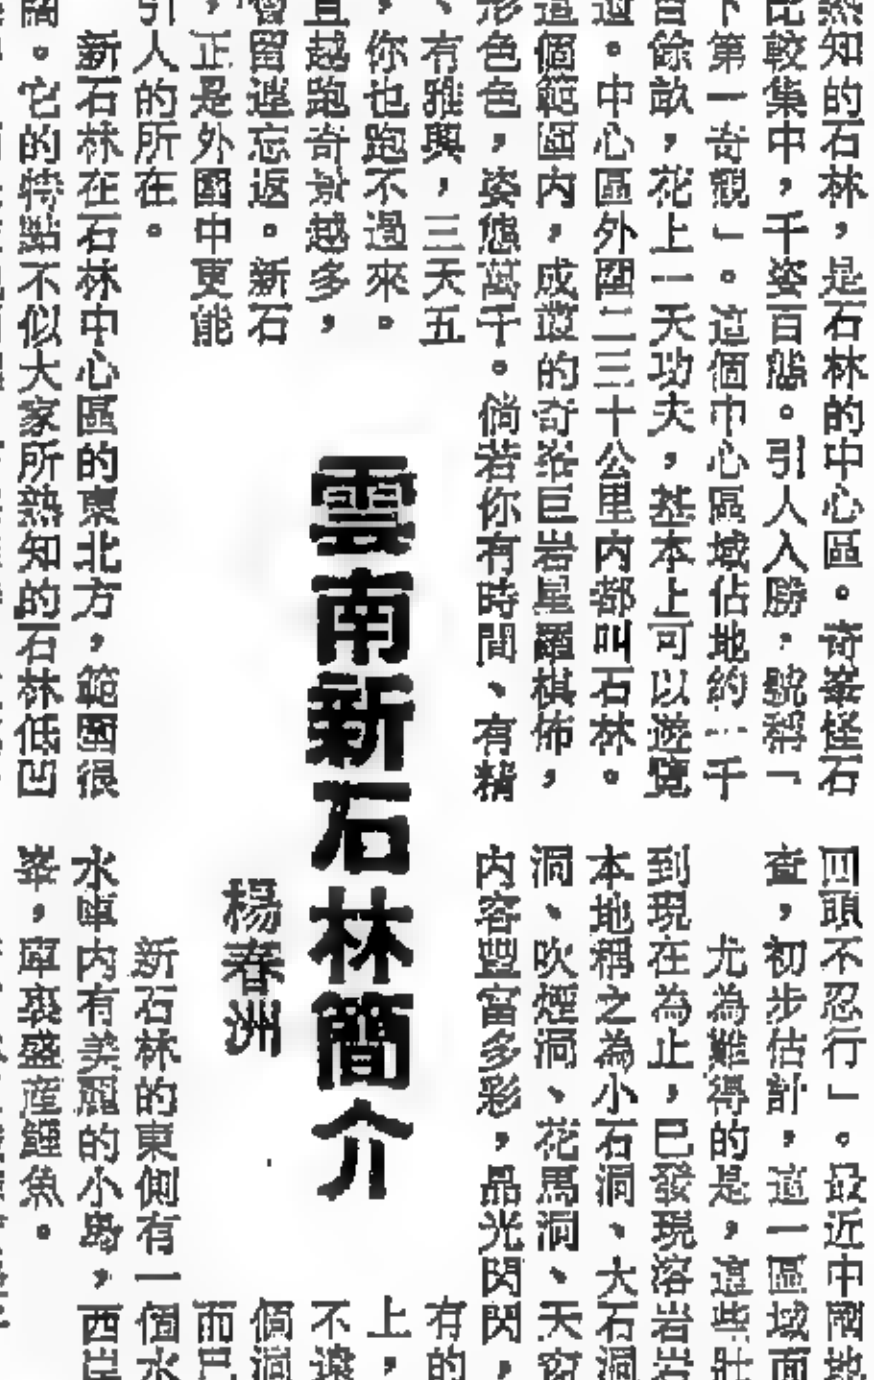 雲南新石林簡介
楊春洲
熟知的石林，是石林的中心區。奇峯怪石
比較集中，千姿百態。引人入勝，號稱「
下第一奇觀」。這個中心區域佔地約一千
百餘畝，花上一天功夫，基本上可以遊覽
。中心區外圍二三十公里內都叫石林。
這個範圍內，成叢的奇峯巨岩星羅棋佈，
形色色，姿態萬千。倘若你有時間、有精
、有雅興，三天五
，你也跑不過來。
且越跑奇景越多，
會留連忘返。新石
，正是外國中更能
引人的所在。
新石林在石林中心區的東北方，範圍很
闊。它的特點不似大家所熟知的石林低凹
回頭不忍行」。最近中國地
查，初步估計，這一區域面
尤為難得的是，這些壯
到現在為止，已發現溶岩岩
本地稱之為小石洞、大石洞
洞、吹煙洞、花馬洞、天窗
內容豐富多彩，晶光閃閃，
有的
上，
不遠
個洞
而已
新石林的東側有一個水
水庫內有美麗的小島，西岸
峯，庫裏盛產鯉魚。